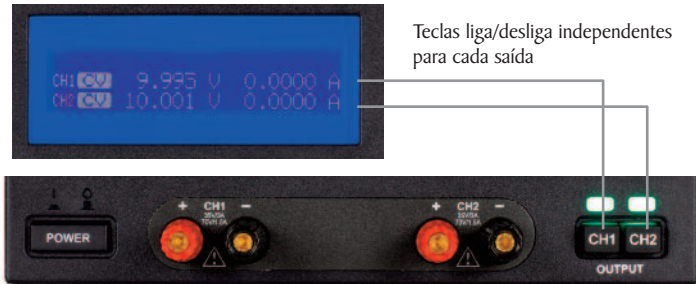 Teclas liga/desliga independentes
para cada saída
CH1 CV 9.995 V 0.0000 A
CH2 CV 10.001 V 0.0000 A
POWER
+ CH1 -
+ CH2 -
CH1 CH2
OUTPUT